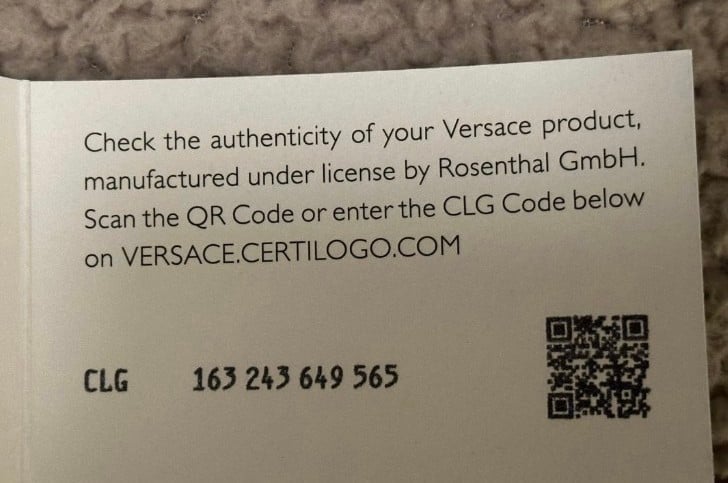 Check the authenticity of your Versace product,
manufactured under license by Rosenthal GmbH.
Scan the QR Code or enter the CLG Code below
on VERSACE.CERTILOGO.COM
CLG 163 243 649 565